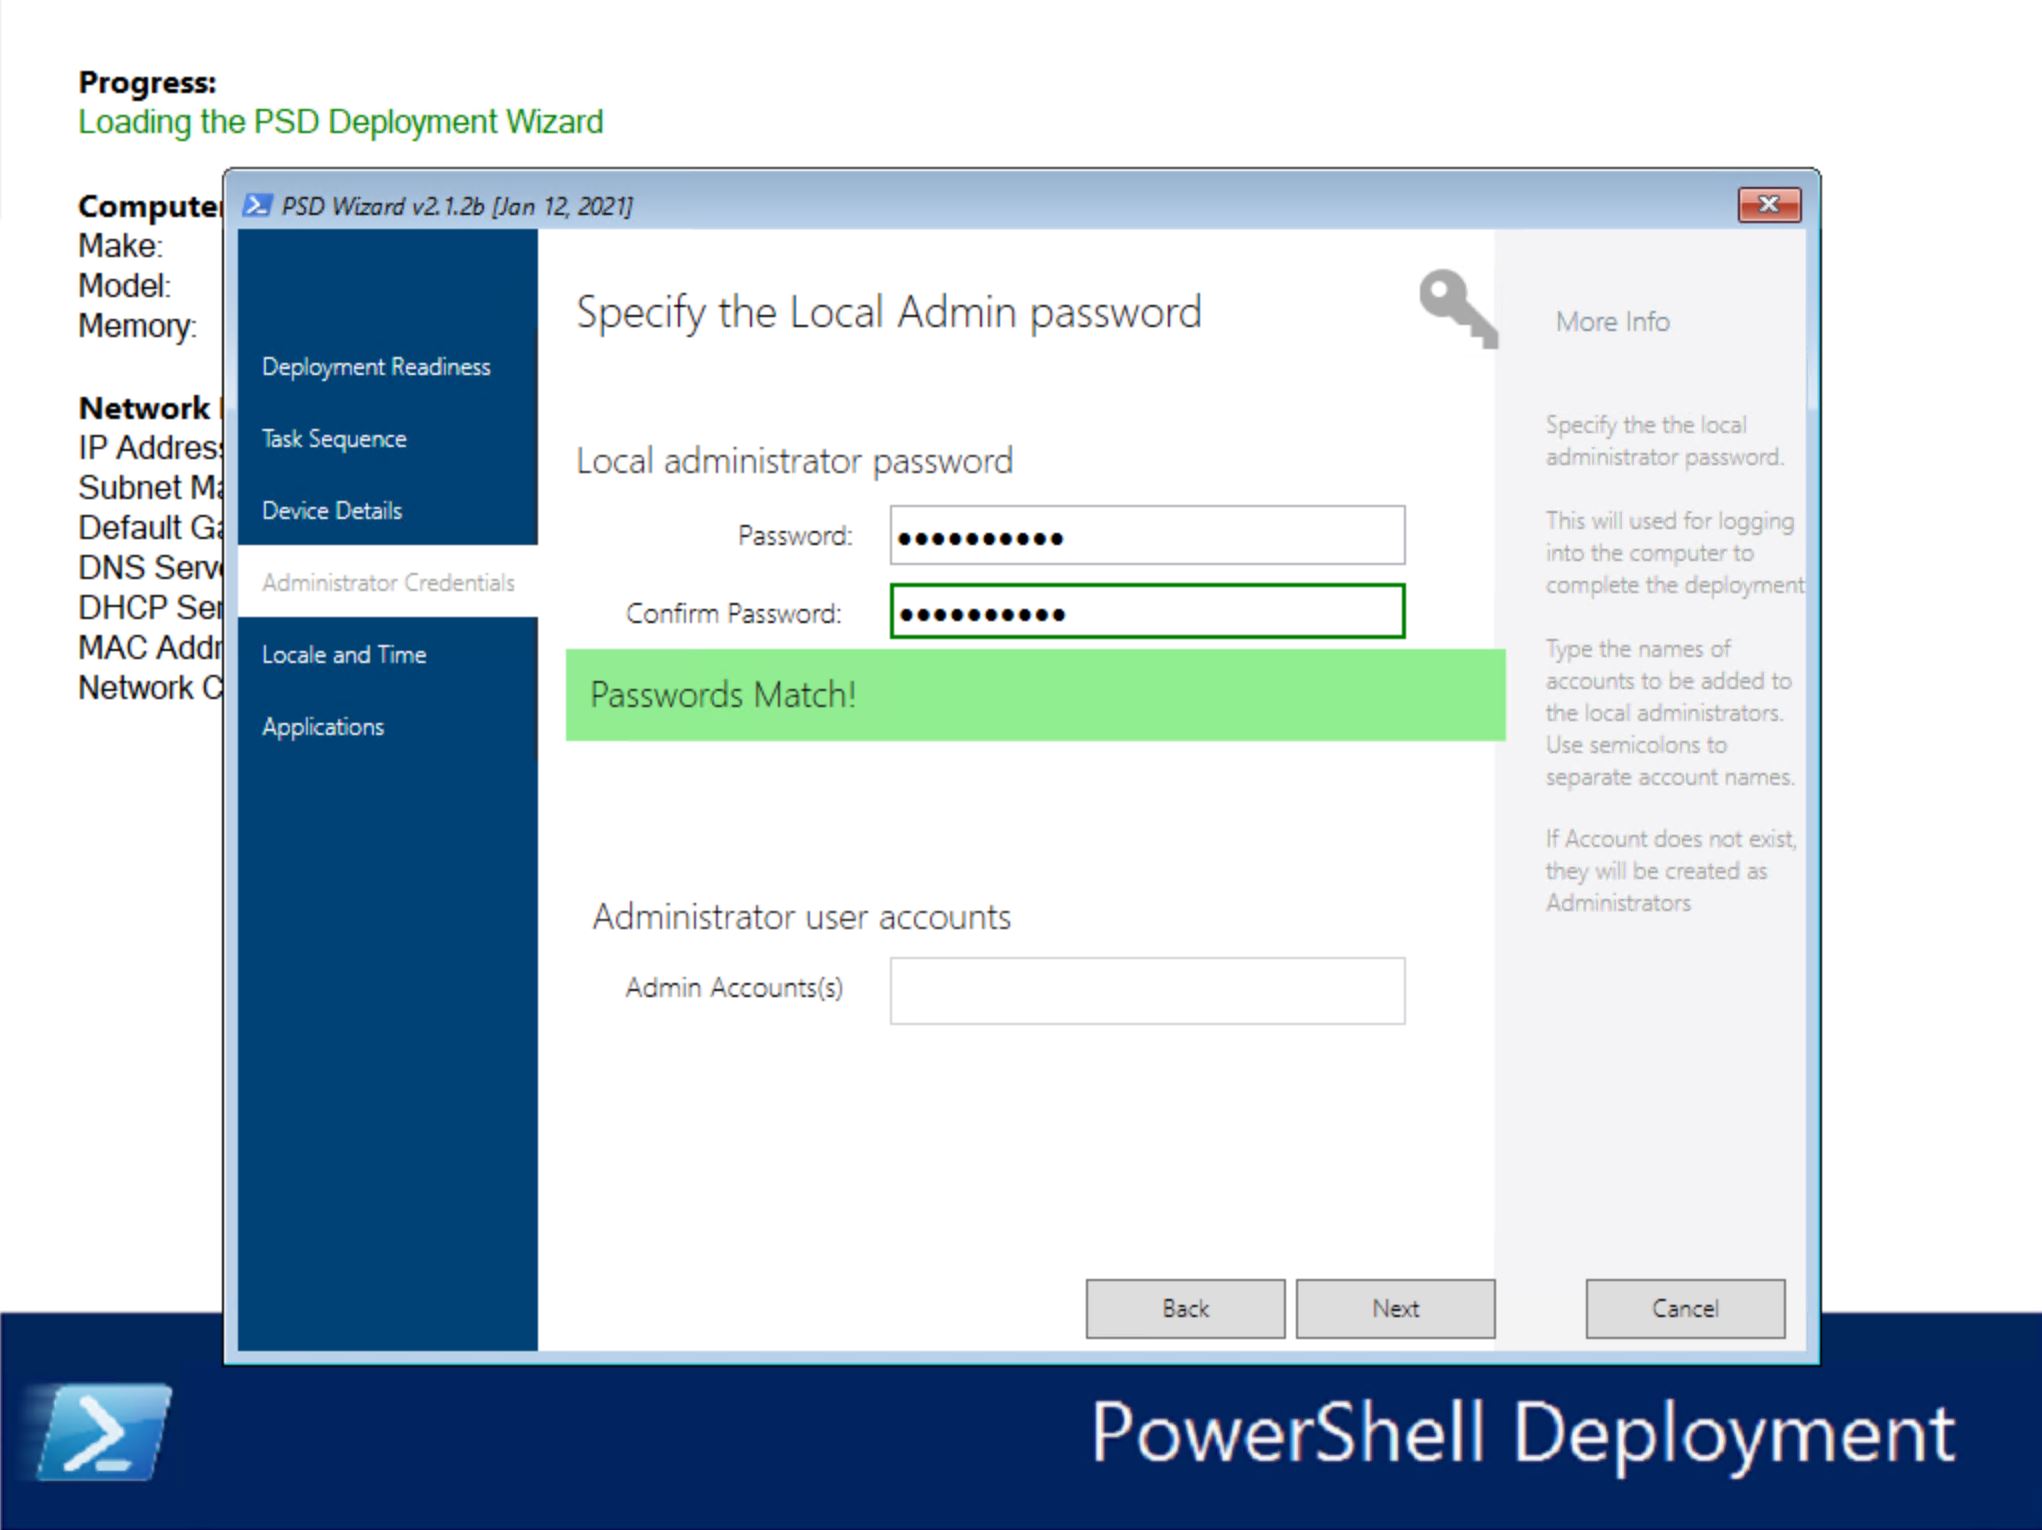 Progress:
Loading the PSD Deployment Wizard
Make:
Model:
Memory:
Network
IP
Subnet
Default
DNS
DHCP
MAC
Network
PSD Wizard v2.1.2b [Jan 12, 2021]
Deployment Readiness
Task Sequence
Device Details
Administrator Credentials
Locale and Time
Applications
Specify the Local Admin password
Local administrator password
Password: ●●●●●●●●●●
Confirm Password: ●●●●●●●●●●
Passwords Match!
Administrator user accounts
Admin Accounts(s)
More Info
Specify the the local
administrator password.
This will used for logging
into the computer to
complete the deployment
Type the names of
accounts to be added to
the local administrators.
Use semicolons to
separate account names.
If Account does not exist,
they will be created as
Administrators
Back
Next
Cancel
PowerShell Deployment